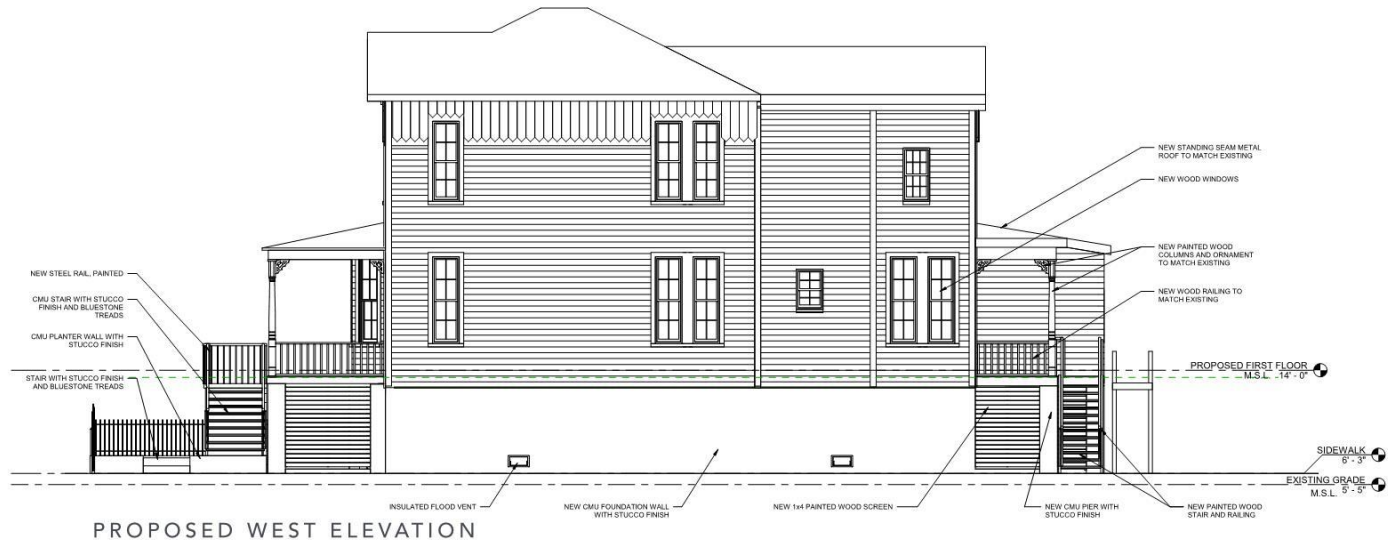 NEW STANDING SEAM METAL
ROOF TO MATCH EXISTING
NEW WOOD WINDOWS
NEW PAINTED WOOD
COLUMNS AND ORNAMENT
TO MATCH EXISTING
NEW WOOD RAILING TO
MATCH EXISTING
NEW STEEL RAIL, PAINTED
CMU STAIR WITH STUCCO
FINISH AND BLUESTONE
TREADS
CMU PLANTER WALL WITH
STUCCO FINISH
STAIR WITH STUCCO FINISH
AND BLUESTONE TREADS
PROPOSED FIRST FLOOR
M.S.L. 14' - 0"
SIDEWALK
6' - 3"
EXISTING GRADE
M.S.L. 5' - 5"
INSULATED FLOOD VENT
NEW CMU FOUNDATION WALL
WITH STUCCO FINISH
NEW 1x4 PAINTED WOOD SCREEN
NEW CMU PIER WITH
STUCCO FINISH
NEW PAINTED WOOD
STAIR AND RAILING
PROPOSED WEST ELEVATION